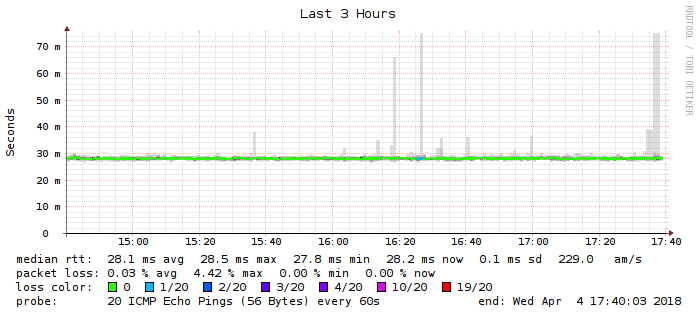 Last 3 Hours
RRDTOOL / TOBI OETIKER
Seconds
70 m
60 m
50 m
40 m
30 m
20 m
10 m
0
15:00 15:20 15:40 16:00 16:20 16:40 17:00 17:20 17:40
median rtt: 28.1 ms avg 28.5 ms max 27.8 ms min 28.2 ms now 0.1 ms sd 229.0 am/s
packet loss: 0.03 % avg 4.42 % max 0.00 % min 0.00 % now
loss color: 0 1/20 2/20 3/20 4/20 10/20 19/20
probe: 20 ICMP Echo Pings (56 Bytes) every 60s end: Wed Apr 4 17:40:03 2018